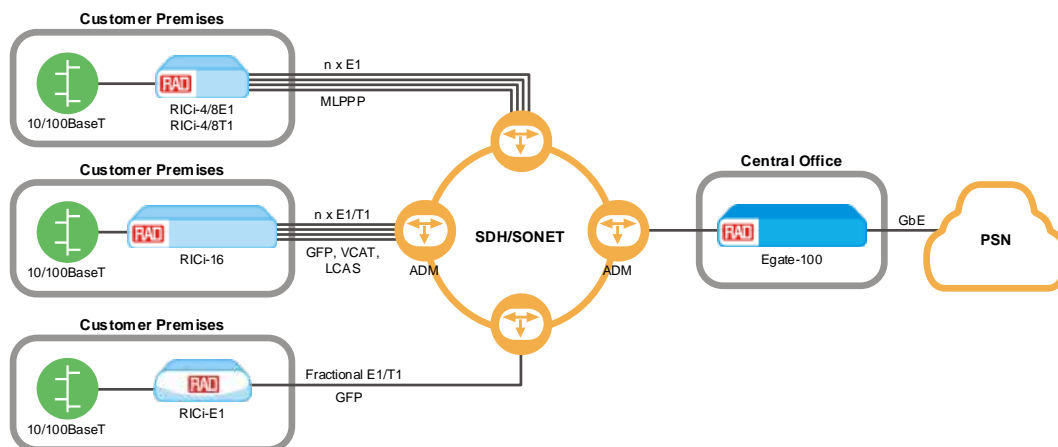 Customer Premises
10/100BaseT
RAD
RICi-4/8E1
RICi-4/8T1
n x E1
MLPPP
Customer Premises
10/100BaseT
RAD
RICi-16
n x E1/T1
GFP, VCAT,
LCAS
ADM
SDH/SONET
ADM
Central Office
RAD
Egate-100
GbE
PSN
Customer Premises
10/100BaseT
RAD
RICi-E1
Fractional E1/T1
GFP